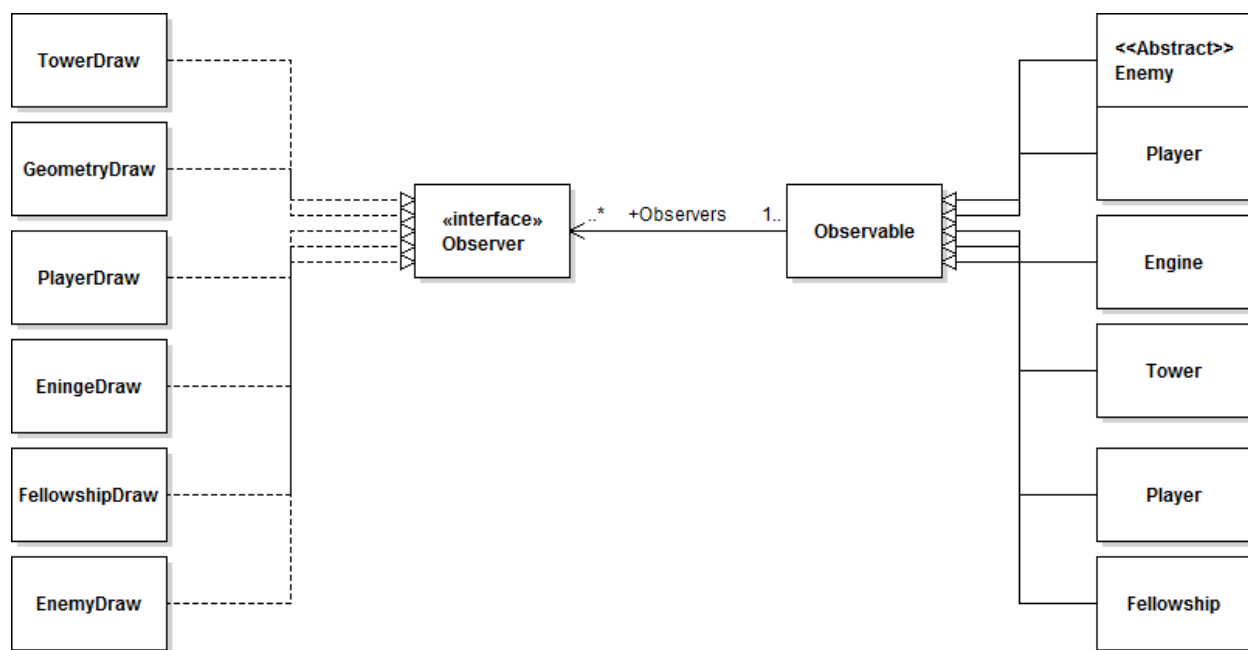 TowerDraw
GeometryDraw
PlayerDraw
EningeDraw
FellowshipDraw
EnemyDraw
«interface»
Observer
..* +Observers 1..
Observable
<<Abstract>>
Enemy
Player
Engine
Tower
Player
Fellowship